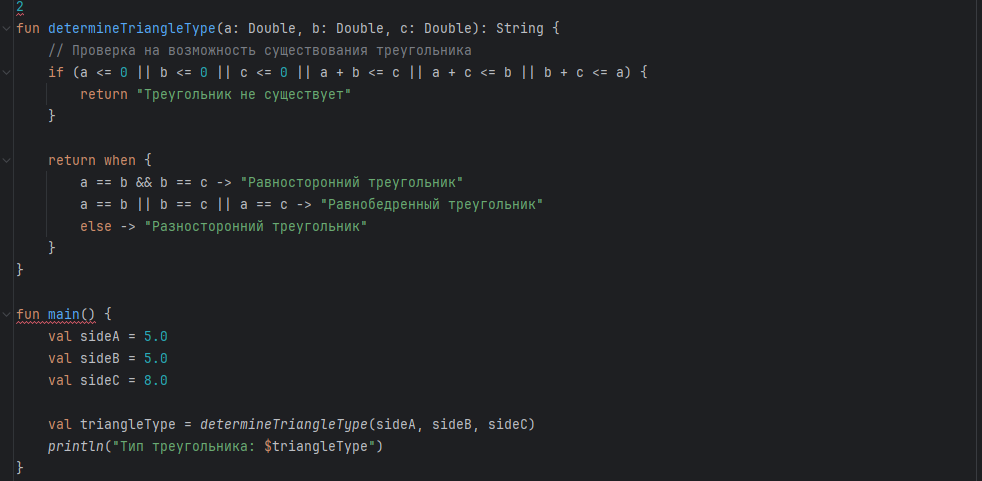 2
fun determineTriangleType(a: Double, b: Double, c: Double): String {
    // Проверка на возможность существования треугольника
    if (a <= 0 || b <= 0 || c <= 0 || a + b <= c || a + c <= b || b + c <= a) {
        return "Треугольник не существует"
    }

    return when {
        a == b && b == c -> "Равносторонний треугольник"
        a == b || b == c || a == c -> "Равнобедренный треугольник"
        else -> "Разносторонний треугольник"
    }
}

fun main() {
    val sideA = 5.0
    val sideB = 5.0
    val sideC = 8.0

    val triangleType = determineTriangleType(sideA, sideB, sideC)
    println("Тип треугольника: $triangleType")
}